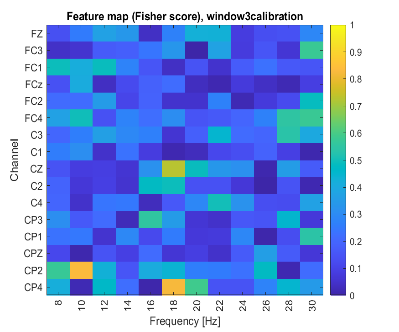 Feature map (Fisher score), window3calibration
FZ
FC3
FC1
FCz
FC2
FC4
C3
C1
CZ
C2
C4
CP3
CP1
CPZ
CP2
CP4
Channel
8 10 12 14 16 18 20 22 24 26 28 30
Frequency [Hz]
1
0.9
0.8
0.7
0.6
0.5
0.4
0.3
0.2
0.1
0